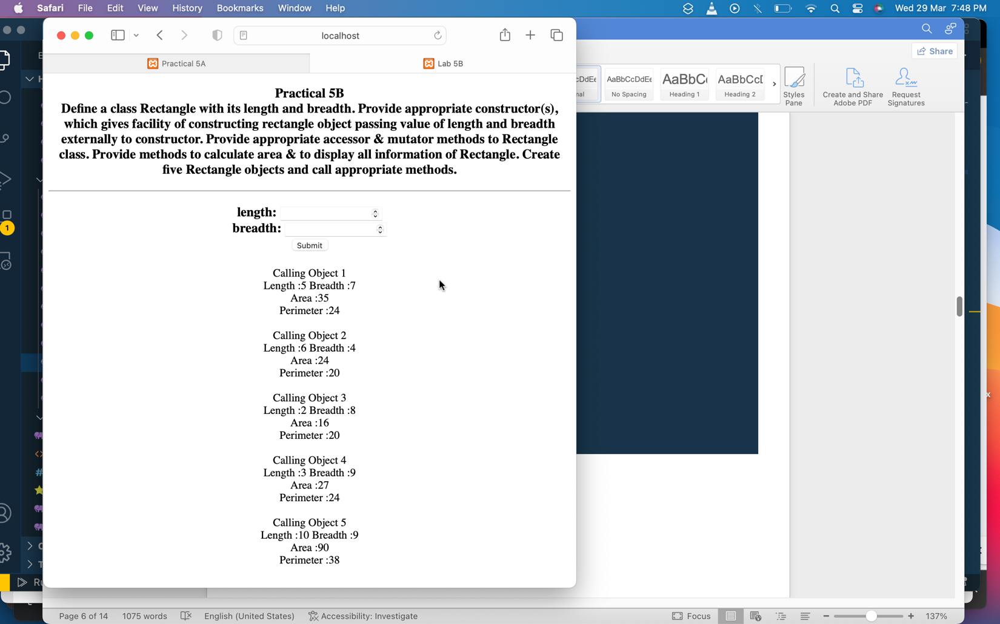 Safari File Edit View History Bookmarks Window Help
Wed 29 Mar 7:48 PM
localhost
Practical 5A
Lab 5B
Share
AaBbCcDdEe
AaBbC
No Spacing
Heading 1
Heading 2
Styles
Pane
Create and Share
Adobe PDF
Request
Signatures
Practical 5B
Define a class Rectangle with its length and breadth. Provide appropriate constructor(s),
which gives facility of constructing rectangle object passing value of length and breadth
externally to constructor. Provide appropriate accessor & mutator methods to Rectangle
class. Provide methods to calculate area & to display all information of Rectangle. Create
five Rectangle objects and call appropriate methods.
length:
breadth:
Submit
Calling Object 1
Length :5 Breadth :7
Area :35
Perimeter :24
Calling Object 2
Length :6 Breadth :4
Area :24
Perimeter :20
Calling Object 3
Length :2 Breadth :8
Area :16
Perimeter :20
Calling Object 4
Length :3 Breadth :9
Area :27
Perimeter :24
Calling Object 5
Length :10 Breadth :9
Area :90
Perimeter :38
1
Page 6 of 14
1075 words
English (United States)
Accessibility: Investigate
Focus
137%